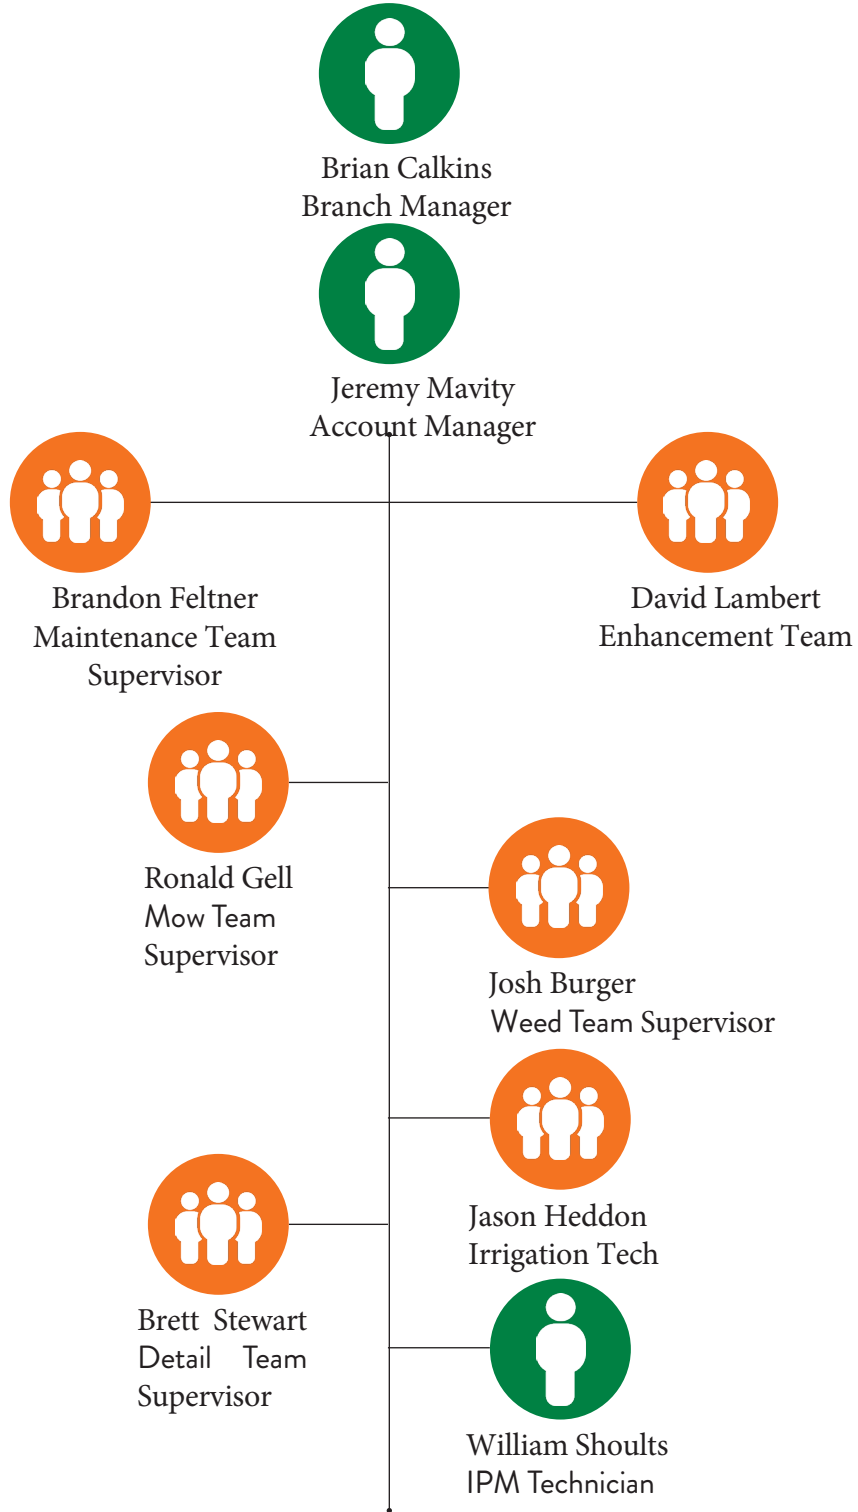 Brian Calkins
Branch Manager
Jeremy Mavity
Account Manager
Brandon Feltner
Maintenance Team
Supervisor
David Lambert
Enhancement Team
Ronald Gell
Mow Team
Supervisor
Josh Burger
Weed Team Supervisor
Jason Heddon
Irrigation Tech
Brett Stewart
Detail Team
Supervisor
William Shoults
IPM Technician